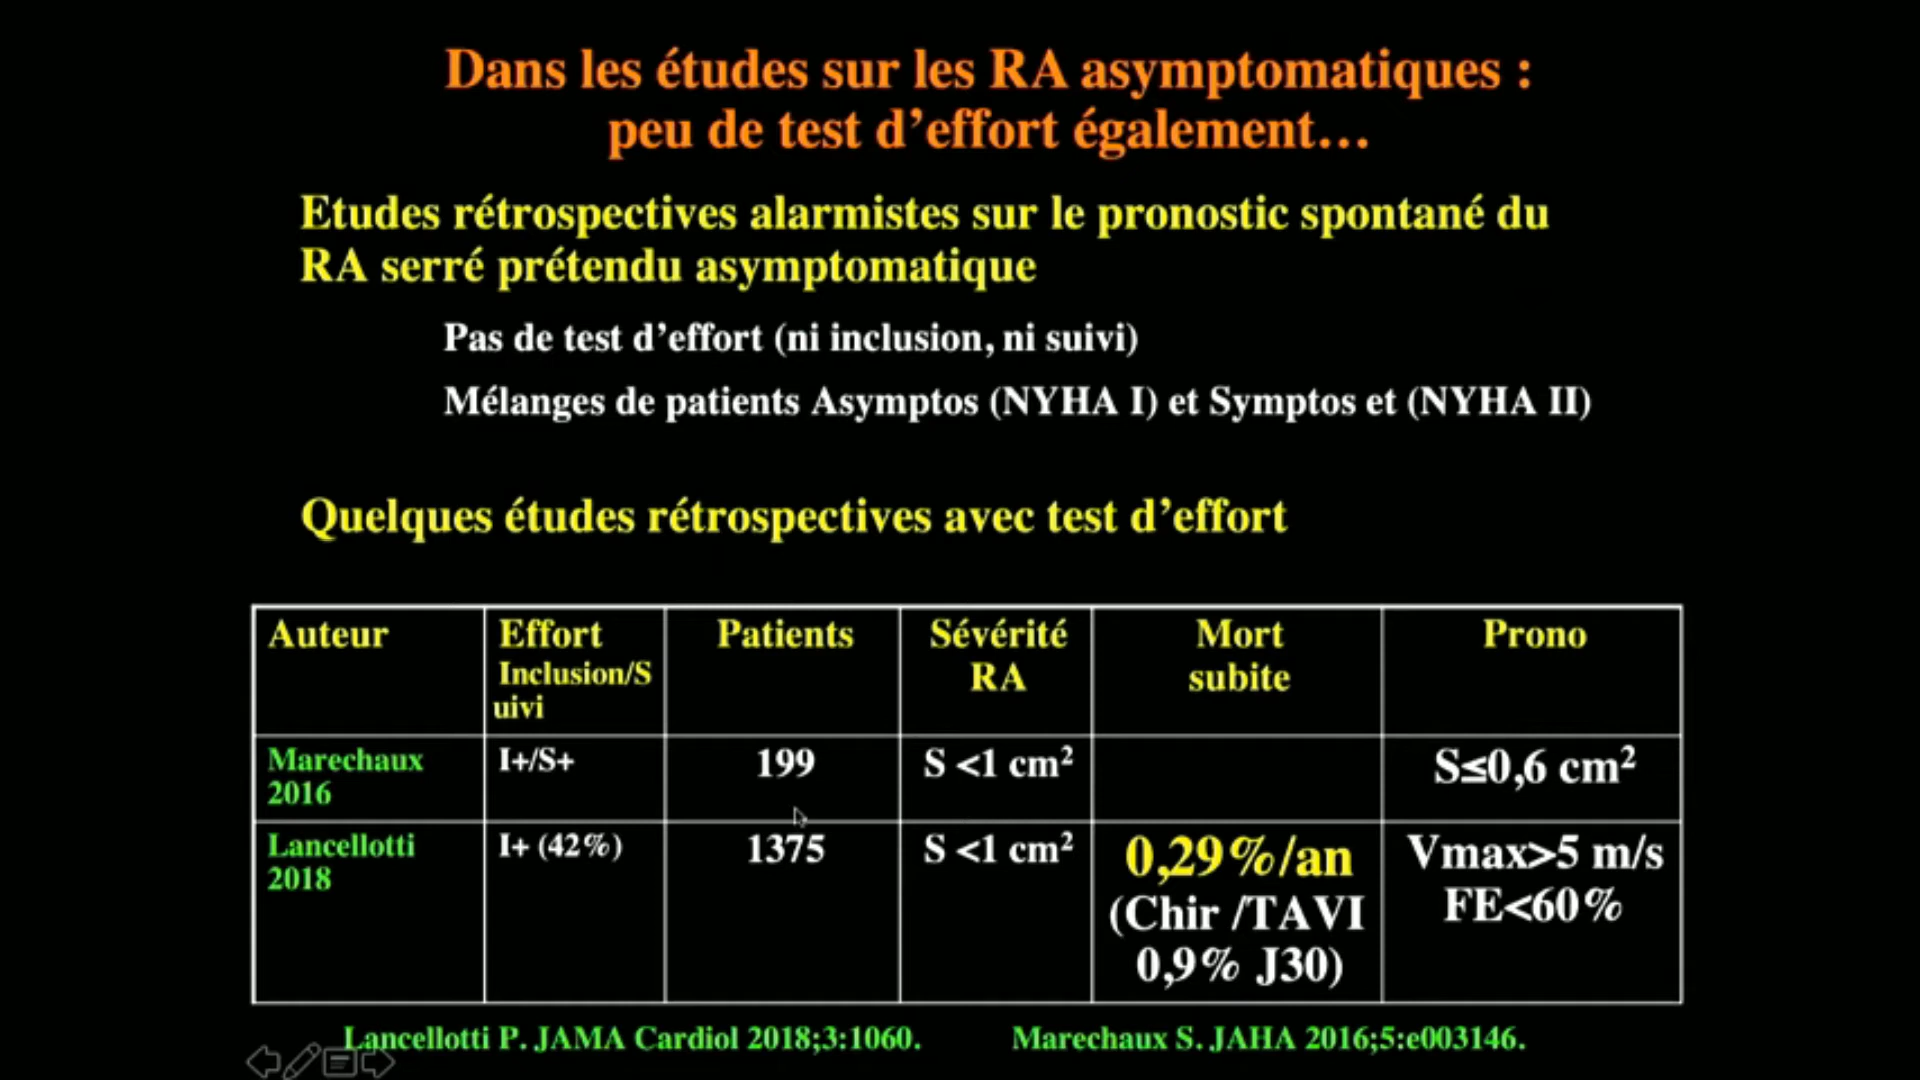 Dans les études sur les RA asymptomatiques :
peu de test d’effort également…
Etudes rétrospectives alarmistes sur le pronostic spontané du
RA serré prétendu asymptomatique
Pas de test d’effort (ni inclusion, ni suivi)
Mélanges de patients Asymptos (NYHA I) et Symptos et (NYHA II)
Quelques études rétrospectives avec test d’effort
Auteur
Effort
Inclusion/S
uivi
Patients
Sévérité
RA
Mort
subite
Prono
Marechaux
2016
I+/S+
199
S <1 cm²
S≤0,6 cm²
Lancellotti
2018
I+ (42%)
1375
S <1 cm²
0,29%/an
(Chir /TAVI
0,9% J30)
Vmax>5 m/s
FE<60%
Lancellotti P. JAMA Cardiol 2018;3:1060.
Marechaux S. JAHA 2016;5:e003146.